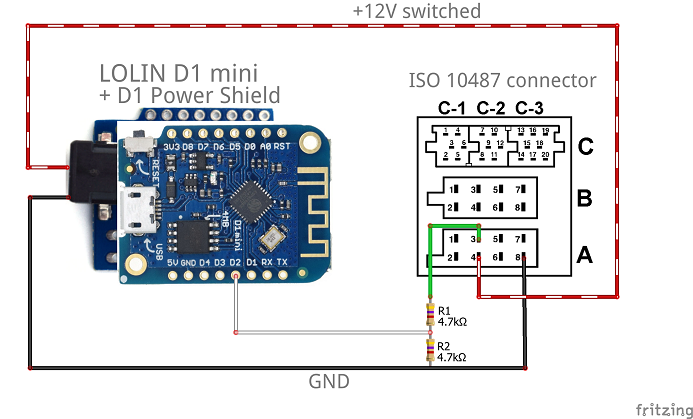 +12V switched
LOLIN D1 mini
+ D1 Power Shield
ISO 10487 connector
C-1 C-2 C-3
3V3 D8 D7 D6 D5 D0 A0 RST
1 4 7 10 13 16 19
C
3 6 9 12 15 18
2 5 8 11 14 17 20
RESET
1 3 5 7
B
2 4 6 8
4MB
D1mini
USB
1 3 5 7
A
2 4 6 8
5V GND D4 D3 D2 D1 RX TX
R1
4.7kΩ
R2
4.7kΩ
GND
fritzing